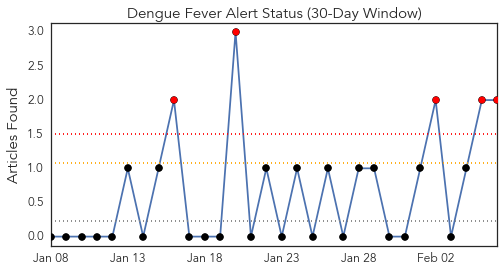 Dengue Fever Alert Status (30-Day Window)
Articles Found
3.0
2.5
2.0
1.5
1.0
0.5
0.0
Jan 08 Jan 13 Jan 18 Jan 23 Jan 28 Feb 02